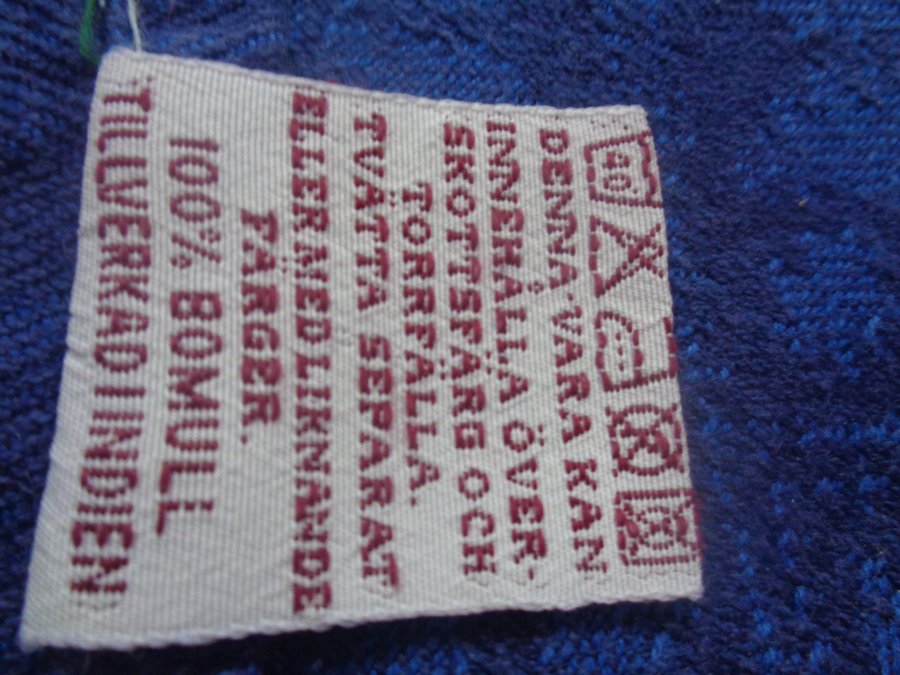 DENNA VARA KAN
INNEHÅLLA ÖVER-
SKOTTSFÄRG OCH
TORRFÄLLA.
TVÄTTA SEPARAT
ELLER MED LIKNANDE
FÄRGER.
100% BOMULL
TILLVERKAD I INDIEN